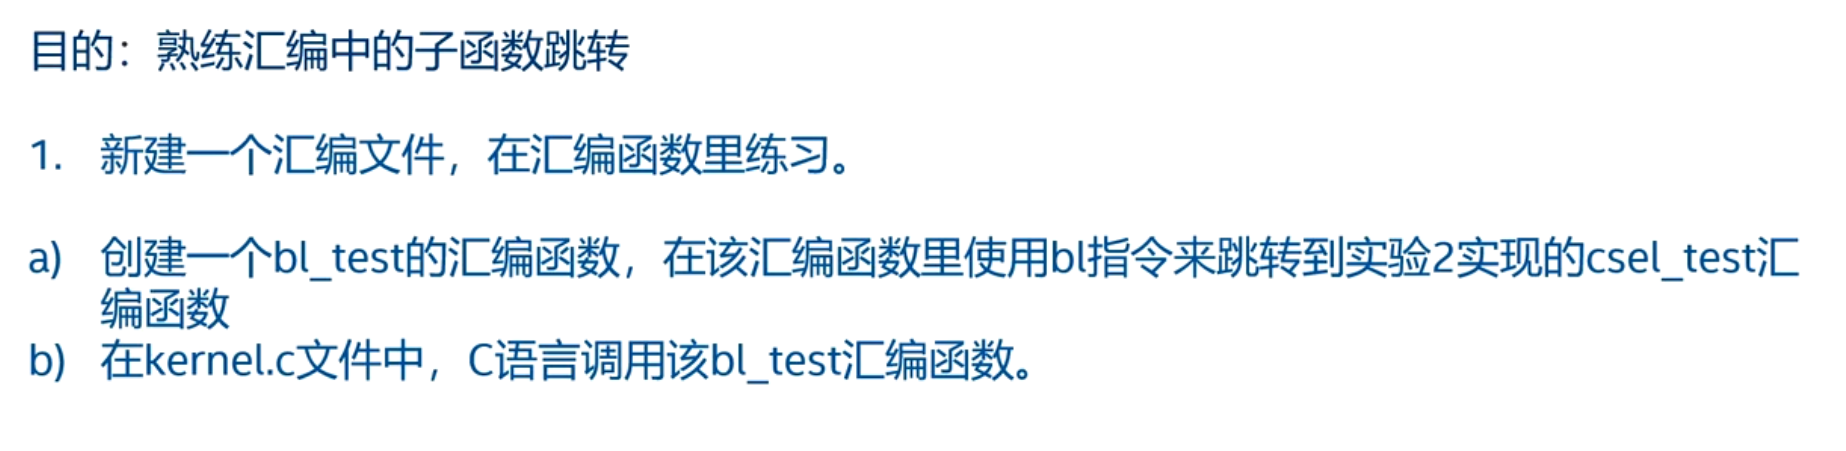 目的：熟练汇编中的子函数跳转
1. 新建一个汇编文件，在汇编函数里练习。
a) 创建一个bl_test的汇编函数，在该汇编函数里使用bl指令来跳转到实验2实现的csel_test汇
编函数
b) 在kernel.c文件中，C语言调用该bl_test汇编函数。